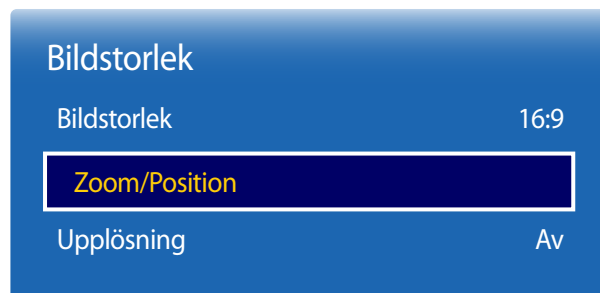 Bildstorlek
Bildstorlek 16:9
Zoom/Position
Upplösning Av